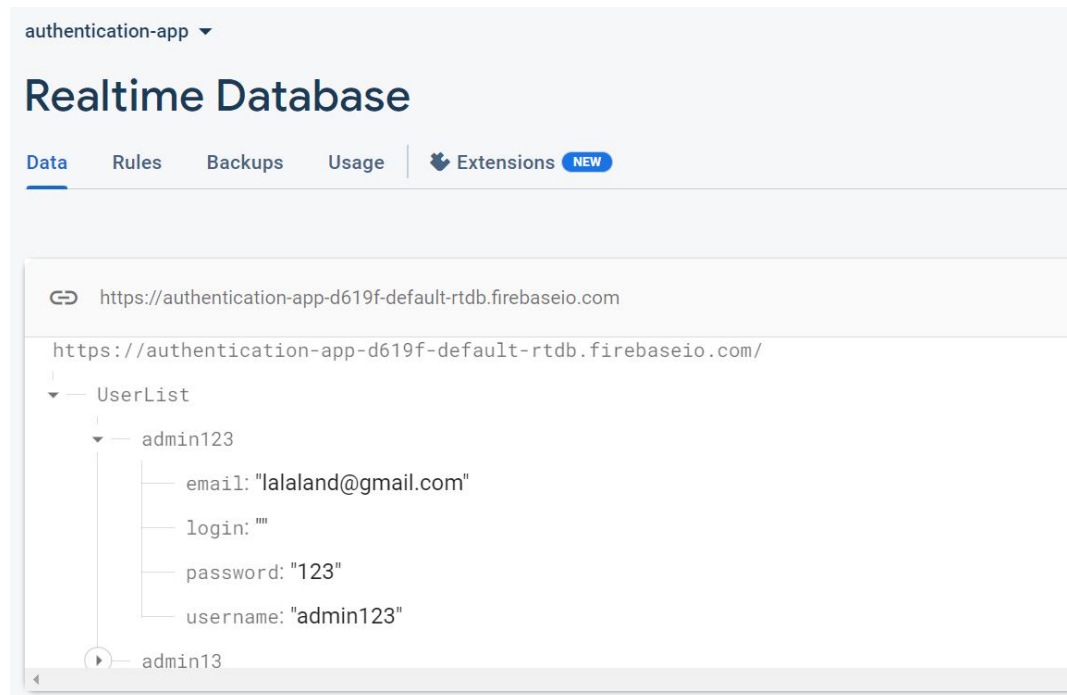 authentication-app
Realtime Database
Data Rules Backups Usage Extensions NEW
https://authentication-app-d619f-default-rtdb.firebaseio.com
https://authentication-app-d619f-default-rtdb.firebaseio.com/
UserList
admin123
email: "lalaland@gmail.com"
login: ""
password: "123"
username: "admin123"
admin13